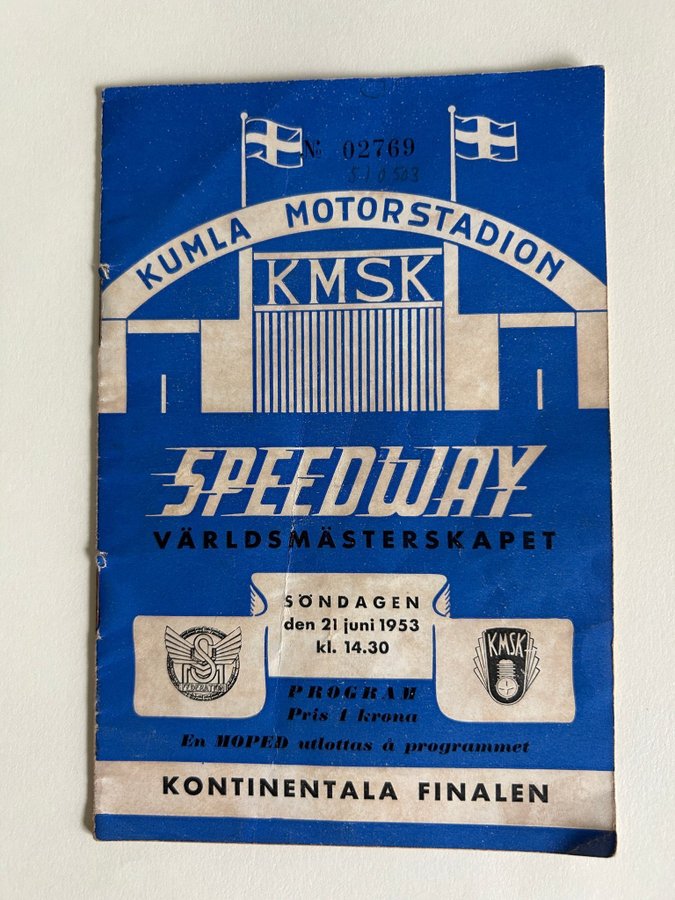 № 02769
KUMLA MOTORSTADION
KMSK
SPEEDWAY
VÄRLDSMÄSTERSKAPET
SÖNDAGEN
den 21 juni 1953
kl. 14.30
KMSK
PROGRAM
Pris 1 krona
En MOPED utlottas å programmet
KONTINENTALA FINALEN